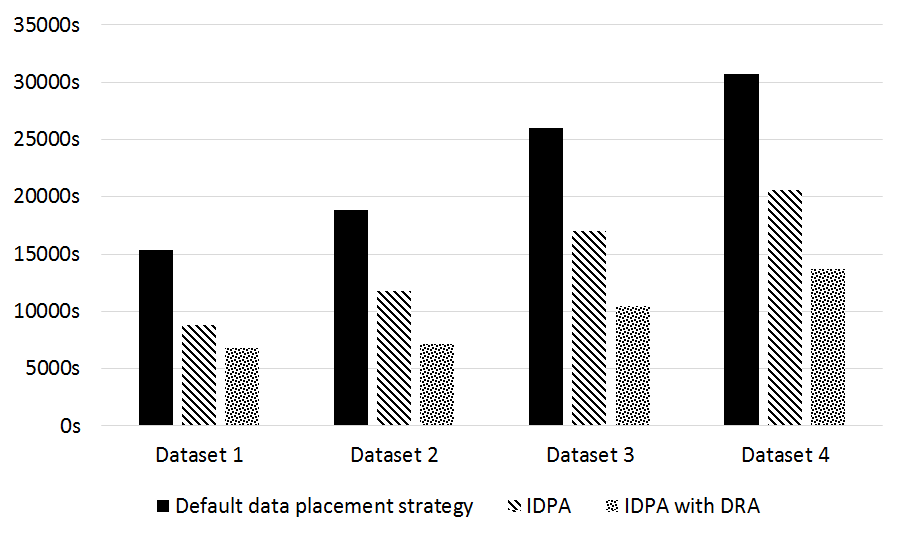 35000s
30000s
25000s
20000s
15000s
10000s
5000s
0s
Dataset 1 Dataset 2 Dataset 3 Dataset 4
Default data placement strategy IDPA IDPA with DRA